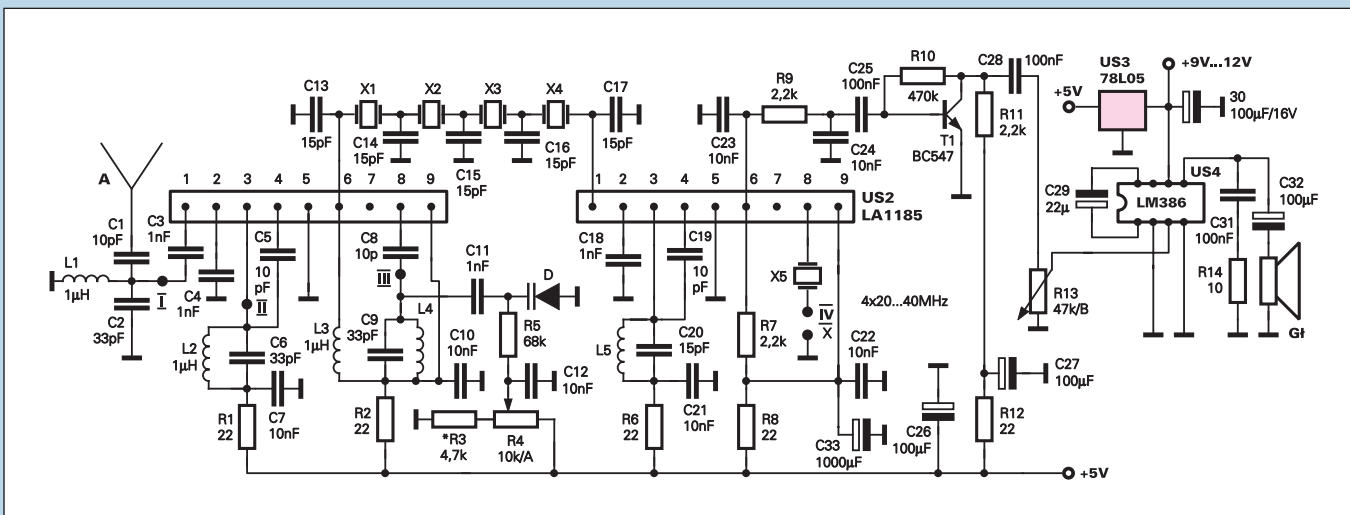 A
C1
10pF
L1
1µH
C2
33pF
I
C3
1nF
C4
1nF
1 2 3 4 5 6 7 8 9
C5
10
pF
II
L2
1µH
C6
33pF
C7
10nF
R1
22
C13
15pF
X1
C14
15pF
X2
C15
15pF
X3
C16
15pF
X4
C17
15pF
C8
10p
III
L3
1µH
C9
33pF
L4
R2
22
C10
10nF
C11
1nF
D
R5
68k
C12
10nF
*R3
4,7k
R4
10k/A
1 2 3 4 5 6 7 8 9
US2
LA1185
C18
1nF
C19
10
pF
L5
C20
15pF
C21
10nF
R6
22
C23
10nF
R9
2,2k
C24
10nF
C25
100nF
R10
470k
T1
BC547
C28
100nF
R11
2,2k
X5
IV
X
4x20...40MHz
R7
2,2k
R8
22
C22
10nF
C33
1000µF
C26
100µF
C27
100µF
R12
22
+5V
US3
78L05
+5V
+9V...12V
30
100µF/16V
C29
22µ
US4
LM386
C31
100nF
R14
10
C32
100µF
R13
47k/B
Gł